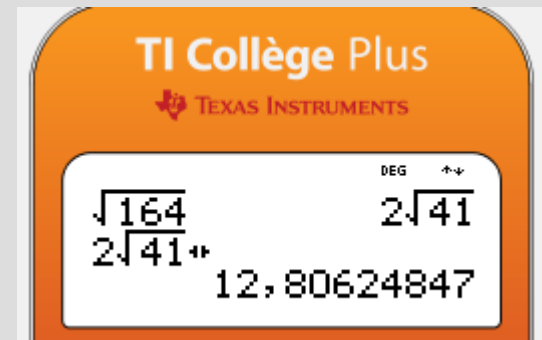 TI Collège Plus
TEXAS INSTRUMENTS
DEG ↑↓
√164 2√41
2√41◂▸
12,80624847